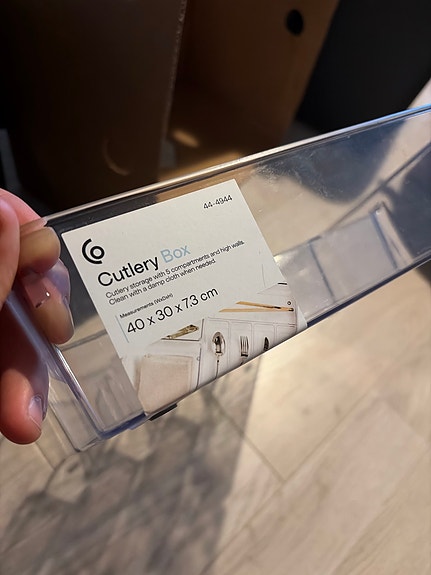 44-4944
Cutlery Box
Cutlery storage with 5 compartments and high walls.
Clean with a damp cloth when needed.
Measurements (WxDxH)
40 x 30 x 7.3 cm